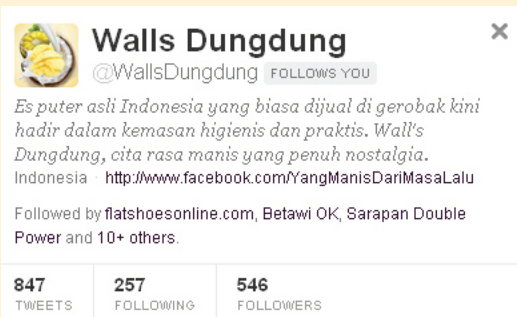 Walls Dungdung
@WallsDungdung FOLLOWS YOU
Es puter asli Indonesia yang biasa dijual di gerobak kini
hadir dalam kemasan higienis dan praktis. Wall's
Dungdung, cita rasa manis yang penuh nostalgia.
Indonesia · http://www.facebook.com/YangManisDariMasaLalu
Followed by flatshoesonline.com, Betawi OK, Sarapan Double
Power and 10+ others.
847 257 546
TWEETS FOLLOWING FOLLOWERS